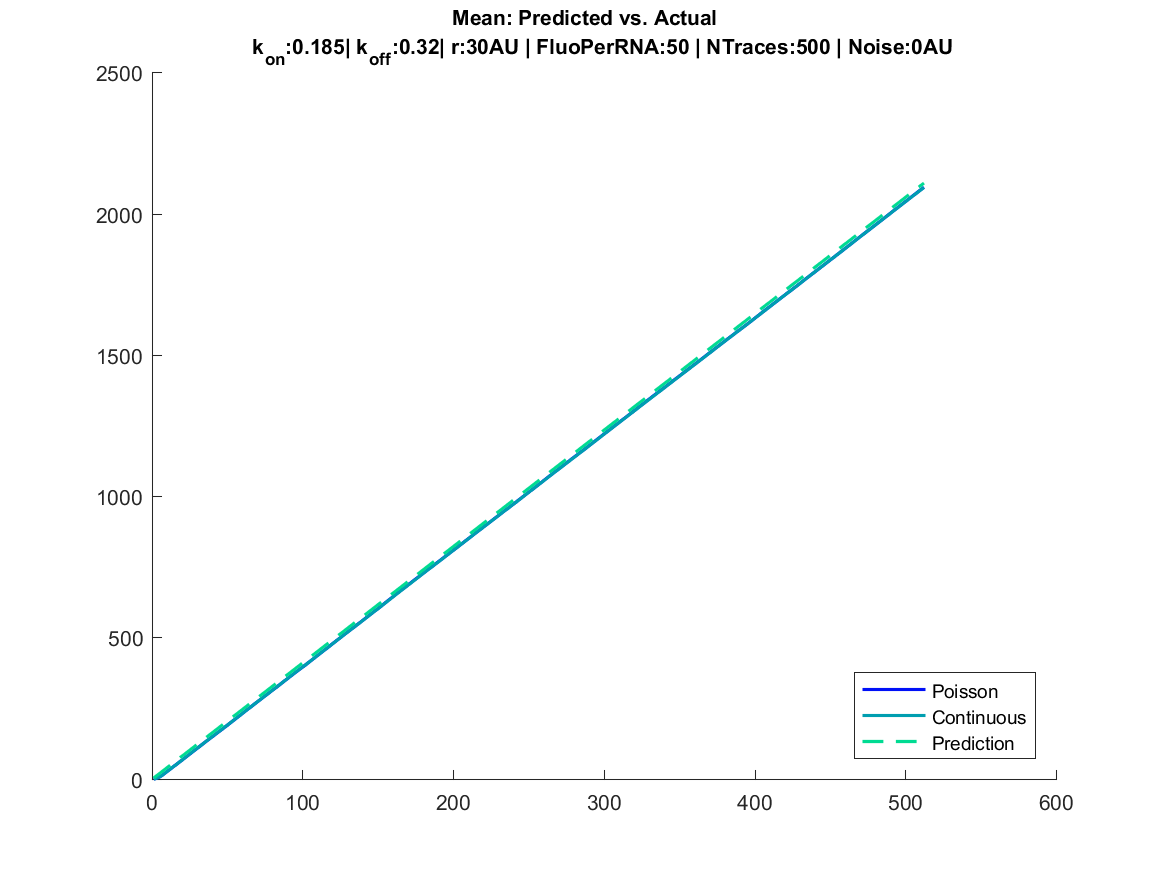 Mean: Predicted vs. Actual
kon:0.185| koff:0.32| r:30AU | FluoPerRNA:50 | NTraces:500 | Noise:0AU
2500
2000
1500
1000
500
0
Poisson
Continuous
Prediction
0 100 200 300 400 500 600